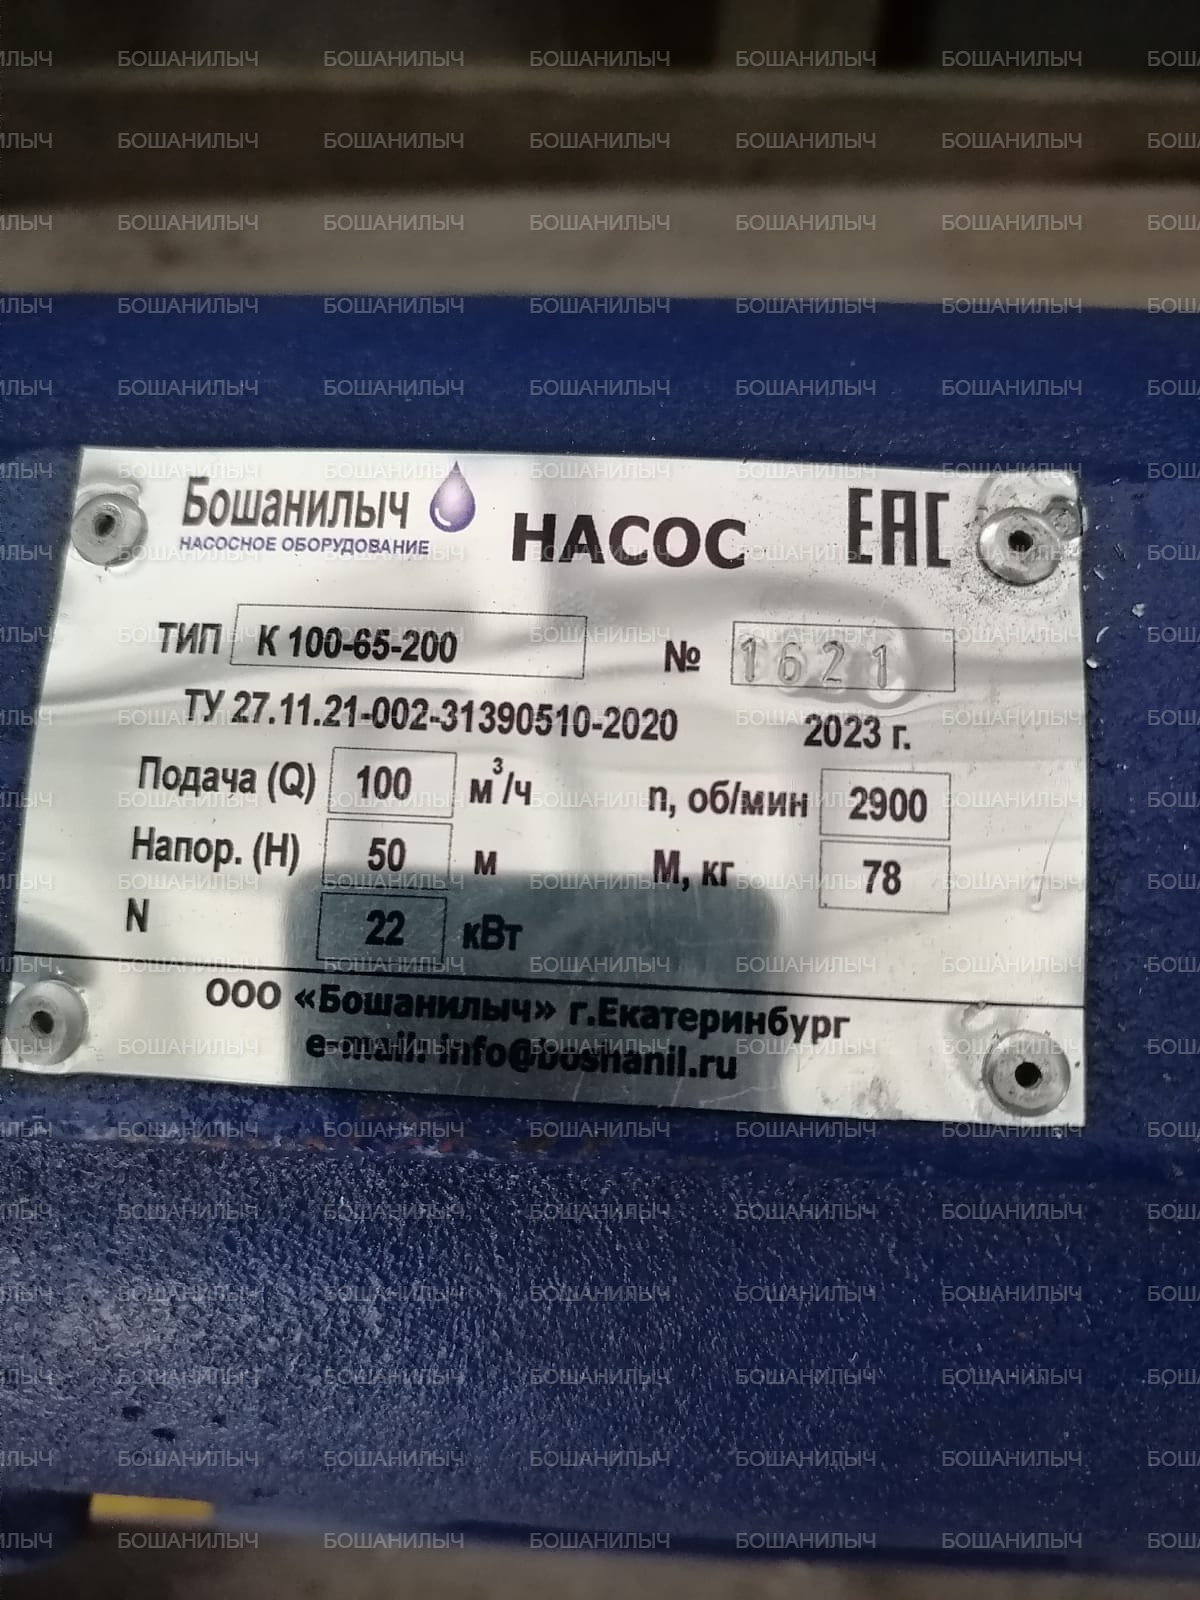 Бошанилыч
НАСОСНОЕ ОБОРУДОВАНИЕ
НАСОС
ЕАС
ТИП К 100-65-200 № 1621
ТУ 27.11.21-002-31390510-2020 2023 г.
Подача (Q) 100 м³/ч n, об/мин 2900
Напор. (Н) 50 м М, кг 78
N 22 кВт
ООО «Бошанилыч» г.Екатеринбург
e-mail: info@boshanil.ru
БОШАНИЛЫЧ